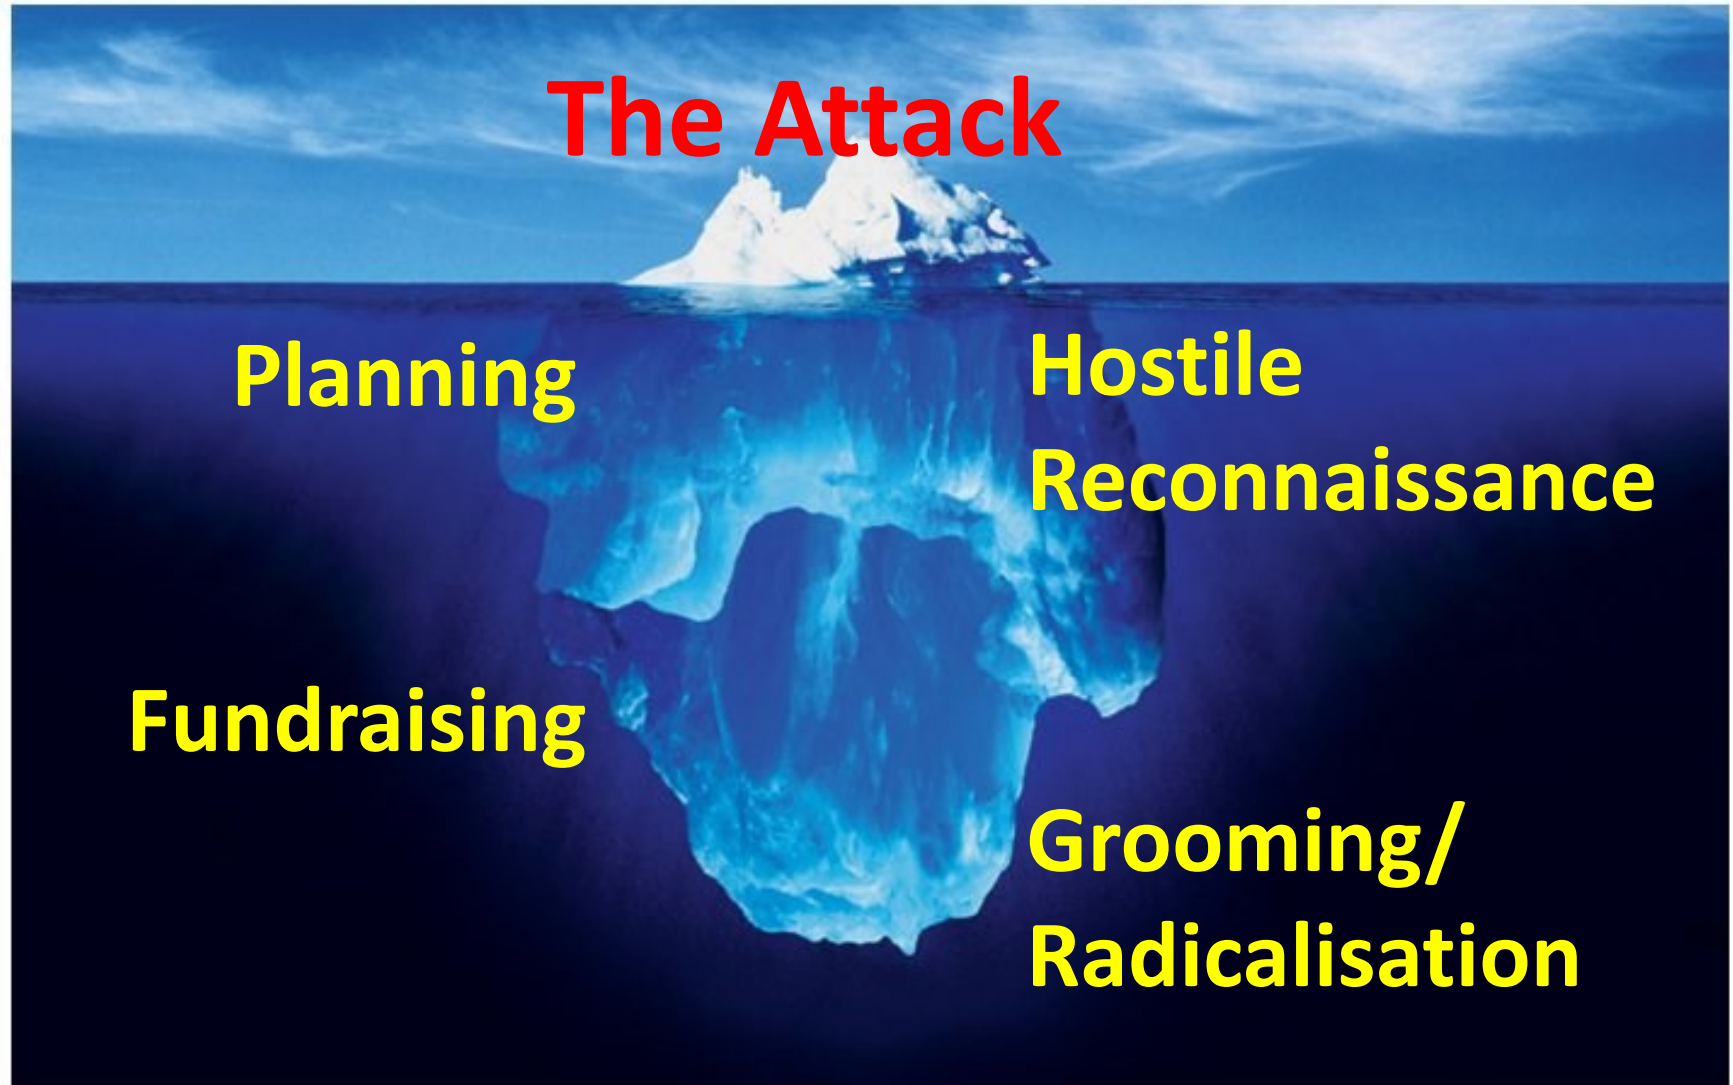 The Attack
Planning
Hostile
Reconnaissance
Fundraising
Grooming/
Radicalisation